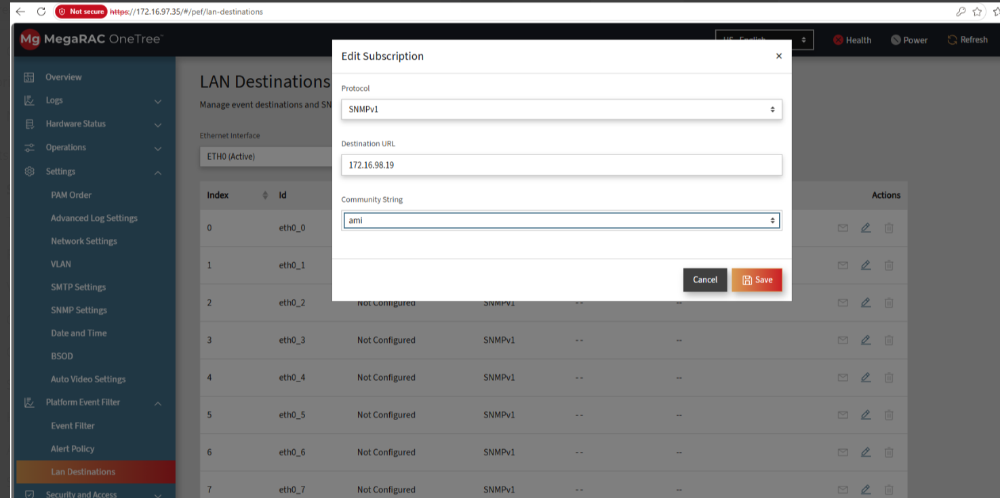 Not secure https://172.16.97.35/#/pef/lan-destinations
Mg MegaRAC OneTree™
US - English
Health
Power
Refresh
Overview
Logs
Hardware Status
Operations
Settings
PAM Order
Advanced Log Settings
Network Settings
VLAN
SMTP Settings
SNMP Settings
Date and Time
BSOD
Auto Video Settings
Platform Event Filter
Event Filter
Alert Policy
Lan Destinations
Security and Access
LAN Destinations
Manage event destinations and SN
Ethernet Interface
ETH0 (Active)
Index Id Actions
0 eth0_0
1 eth0_1
2 eth0_2 Not Configured SNMPv1 -- --
3 eth0_3 Not Configured SNMPv1 -- --
4 eth0_4 Not Configured SNMPv1 -- --
5 eth0_5 Not Configured SNMPv1 -- --
6 eth0_6 Not Configured SNMPv1 -- --
7 eth0_7 Not Configured SNMPv1 -- --
Edit Subscription ×
Protocol
SNMPv1
Destination URL
172.16.98.19
Community String
ami
Cancel
Save